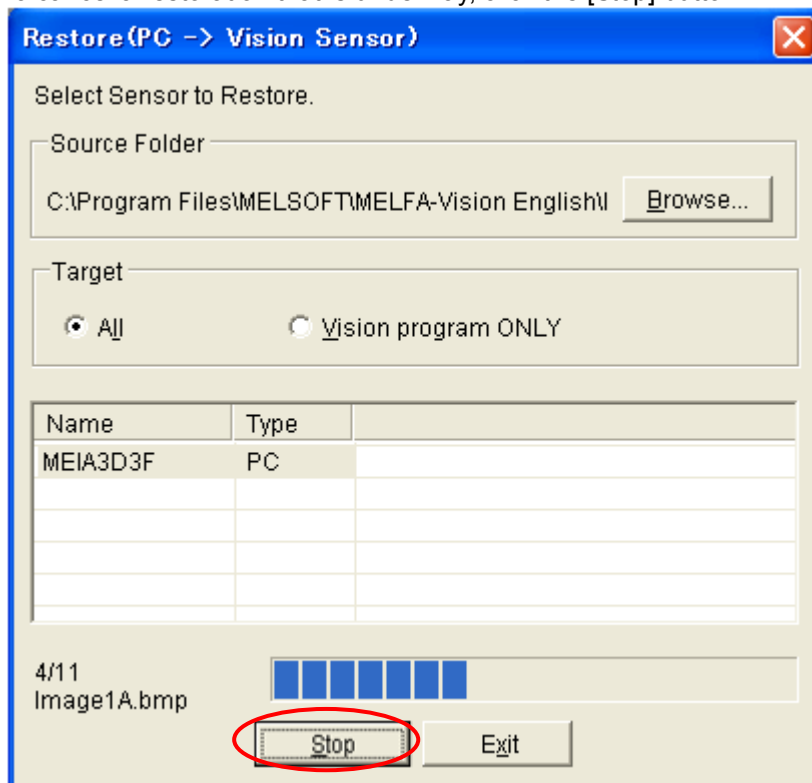 Restore(PC -> Vision Sensor)
Select Sensor to Restore.
Source Folder
C:\Program Files\MELSOFT\MELFA-Vision English\I Browse...
Target
All Vision program ONLY
Name Type
MEIA3D3F PC
4/11
Image1A.bmp
Stop Exit